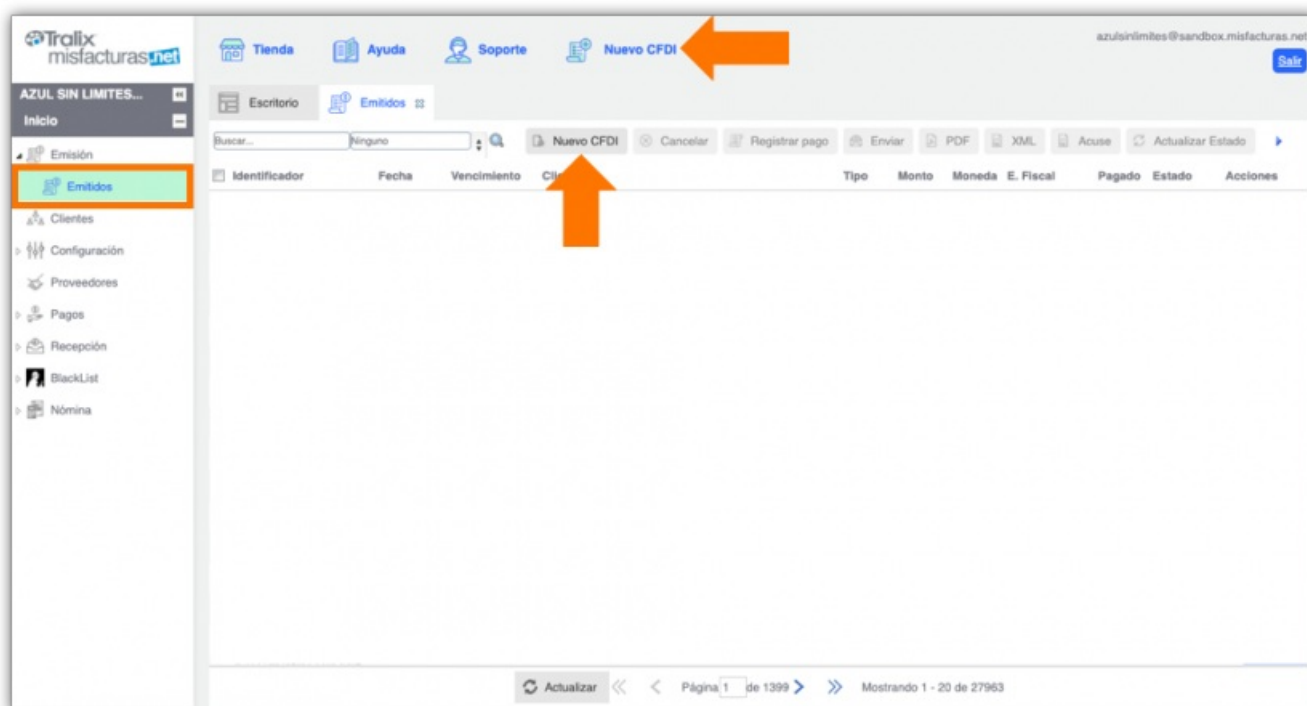 Tralix
misfacturas.net
Tienda
Ayuda
Soporte
Nuevo CFDI
azulsinlimites@sandbox.misfacturas.net
Salir
AZUL SIN LIMITES...
Inicio
Escritorio
Emitidos
Buscar...
Ninguno
Nuevo CFDI
Cancelar
Registrar pago
Enviar
PDF
XML
Acuse
Actualizar Estado
Identificador Fecha Vencimiento Tipo Monto Moneda E. Fiscal Pagado Estado Acciones
Emisión
Emitidos
Clientes
Configuración
Proveedores
Pagos
Recepción
BlackList
Nómina
Actualizar
Página 1 de 1399
Mostrando 1 - 20 de 27963